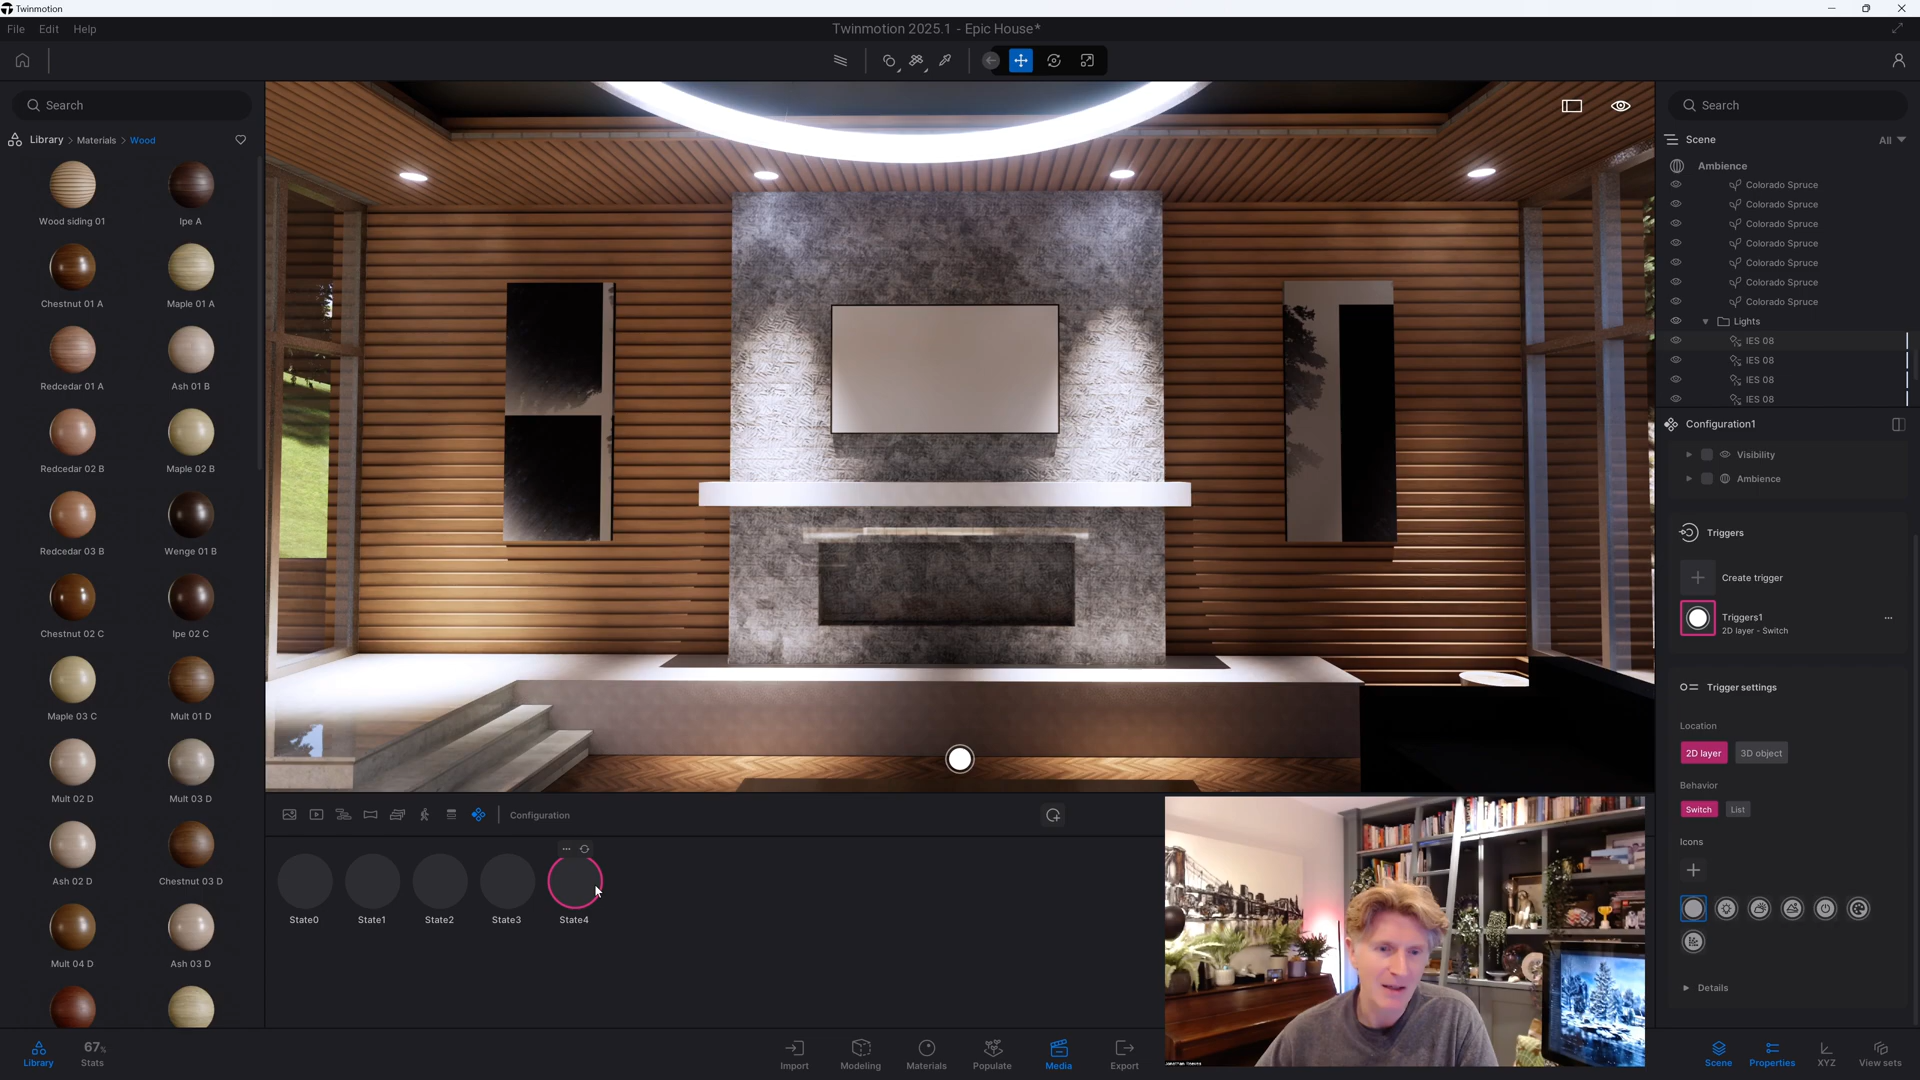 Twinmotion
File Edit Help
Twinmotion 2025.1 - Epic House*
Search
Library > Materials > Wood
Wood siding 01
Ipe A
Chestnut 01 A
Maple 01 A
Redcedar 01 A
Ash 01 B
Redcedar 02 B
Maple 02 B
Redcedar 03 B
Wenge 01 B
Chestnut 02 C
Ipe 02 C
Maple 03 C
Mult 01 D
Mult 02 D
Mult 03 D
Ash 02 D
Chestnut 03 D
Mult 04 D
Ash 03 D
Configuration
State0
State1
State2
State3
State4
Search
Scene
All
Ambience
Colorado Spruce
Colorado Spruce
Colorado Spruce
Colorado Spruce
Colorado Spruce
Colorado Spruce
Colorado Spruce
Lights
IES 08
IES 08
IES 08
IES 08
Configuration1
Visibility
Ambience
Triggers
Create trigger
Triggers1
2D layer - Switch
Trigger settings
Location
2D layer
3D object
Behavior
Switch
List
Icons
Details
Library
67%
Stats
Import
Modeling
Materials
Populate
Media
Export
Scene
Properties
XYZ
View sets